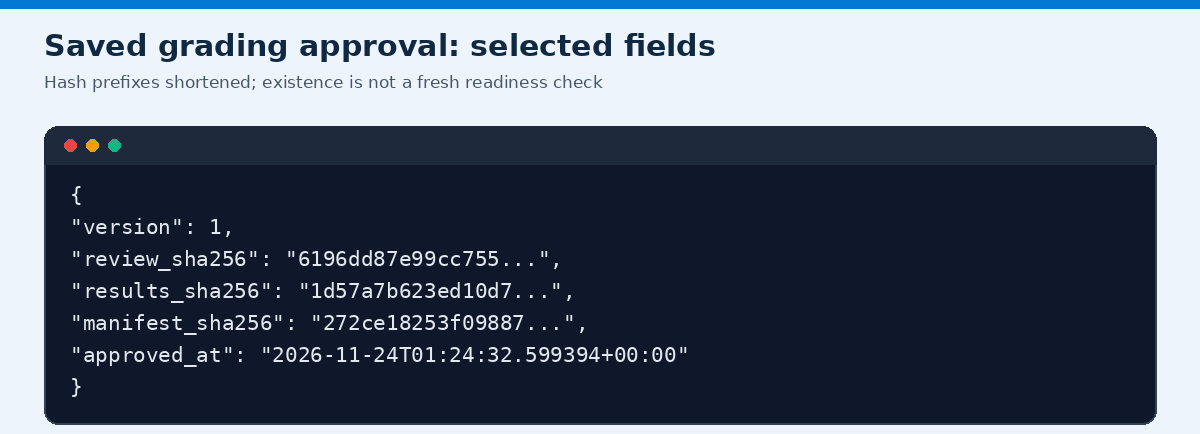 Saved grading approval: selected fields
Hash prefixes shortened; existence is not a fresh readiness check
{
"version": 1,
"review_sha256": "6196dd87e99cc755...",
"results_sha256": "1d57a7b623ed10d7...",
"manifest_sha256": "272ce18253f09887...",
"approved_at": "2026-11-24T01:24:32.599394+00:00"
}